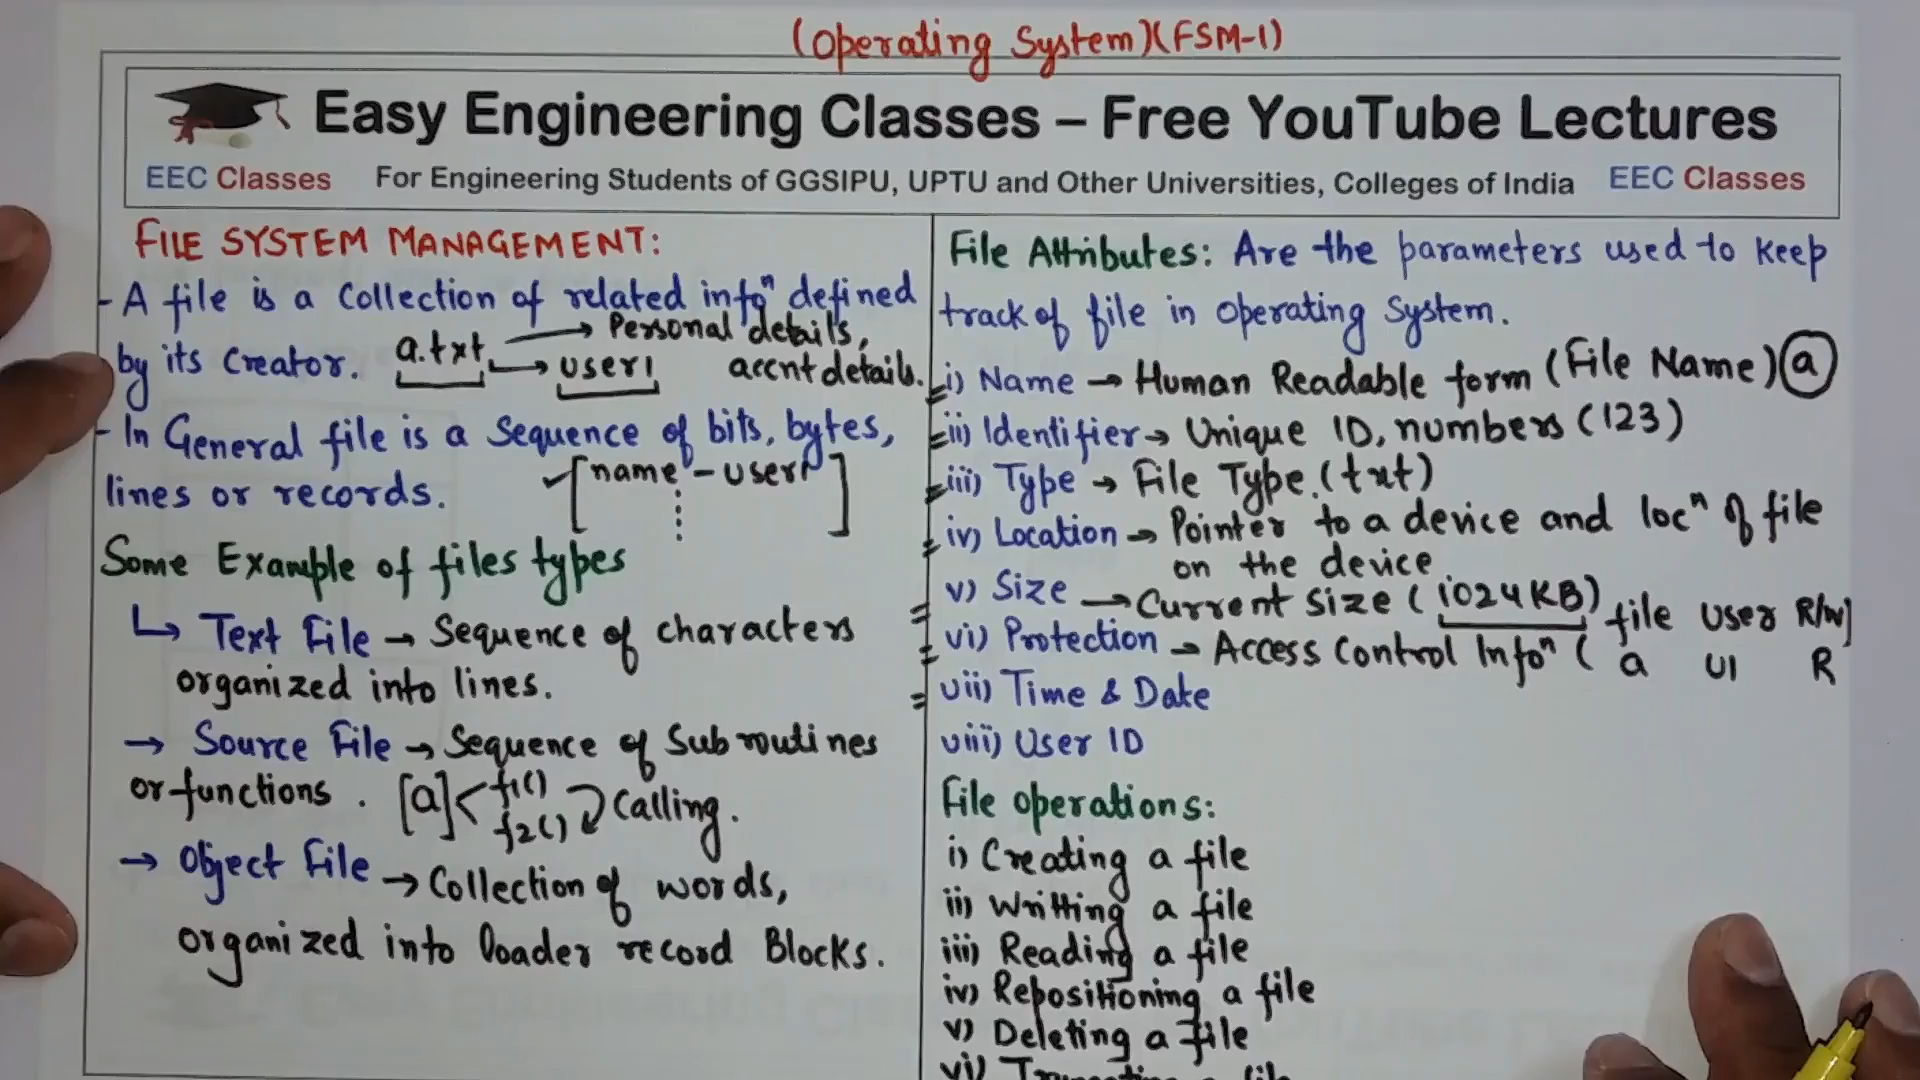 (Operating System)(FSM-1)
Easy Engineering Classes – Free YouTube Lectures
EEC Classes For Engineering Students of GGSIPU, UPTU and Other Universities, Colleges of India EEC Classes
FILE SYSTEM MANAGEMENT:
- A file is a Collection of related infoⁿ defined
by its Creator. a.txt → Personal details,
→ user1 accnt details.
- In General file is a Sequence of bits, bytes,
lines or records. [name - user1
Some Example of files types
↳ Text File → Sequence of characters
organized into lines.
→ Source File → Sequence of Subroutines
or functions. [a] < f1()
f2() Calling.
→ Object File → Collection of words,
organized into loader record Blocks.
File Attributes: Are the parameters used to keep
track of file in operating System.
i) Name → Human Readable form (File Name) a
ii) Identifier → Unique ID, numbers (123)
iii) Type → File Type. (txt)
iv) Location → Pointer to a device and locⁿ of file
on the device
v) Size → Current Size (1024KB)
file User R/W]
vi) Protection → Access Control Infoⁿ ( a U1 R
vii) Time & Date
viii) User ID
File operations:
i) Creating a file
ii) Writting a file
iii) Reading a file
iv) Repositioning a file
v) Deleting a file
vi) Truncating a file